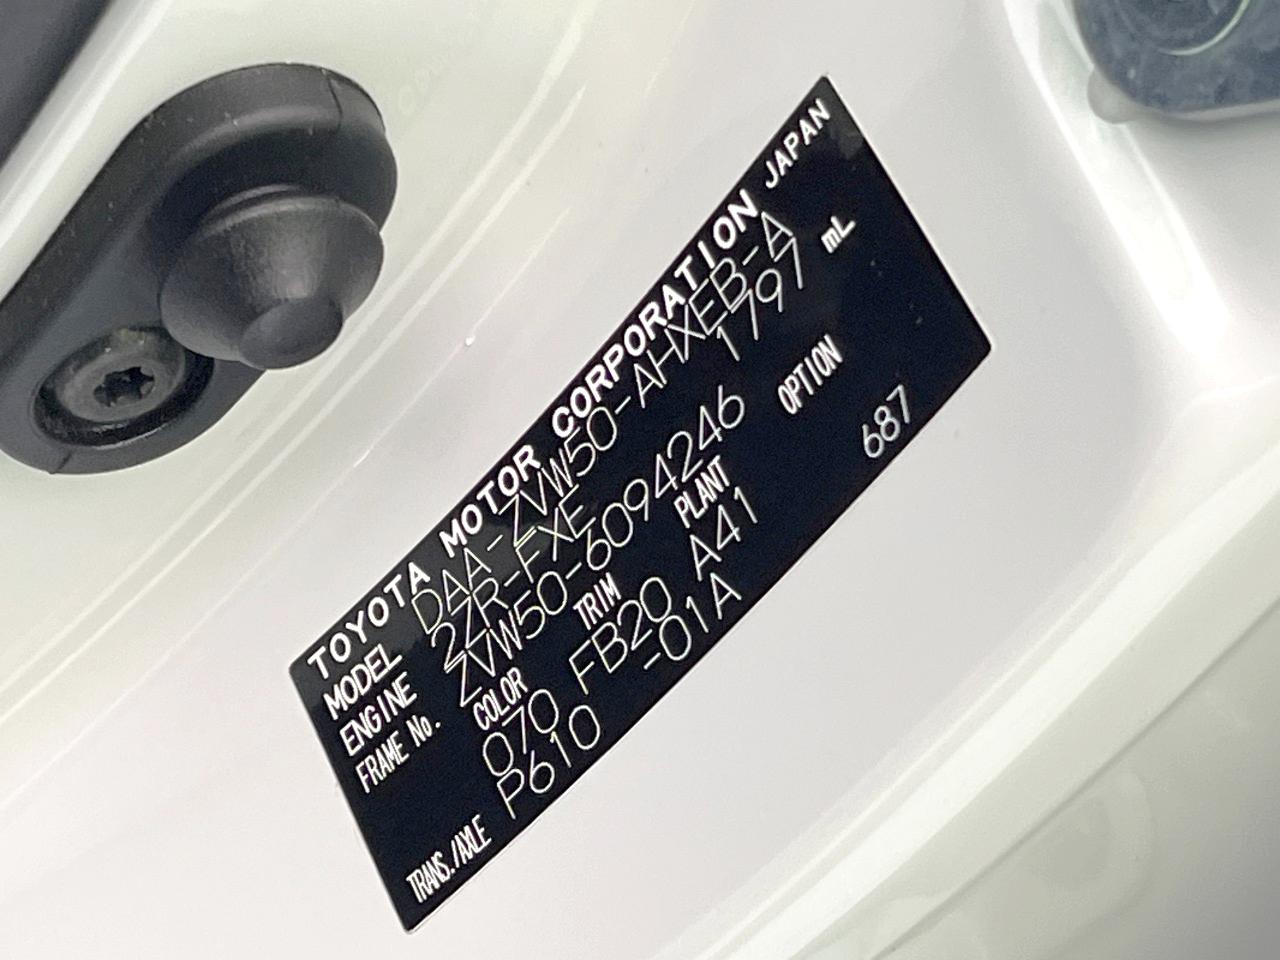 TOYOTA MOTOR CORPORATION JAPAN
MODEL DAA-ZVW50-AHXEB-A
ENGINE 2ZR-FXE 1797 mL
FRAME No. ZVW50-6094246
COLOR TRIM PLANT OPTION
070 FB20 A41 687
TRANS./AXLE P610 -01A